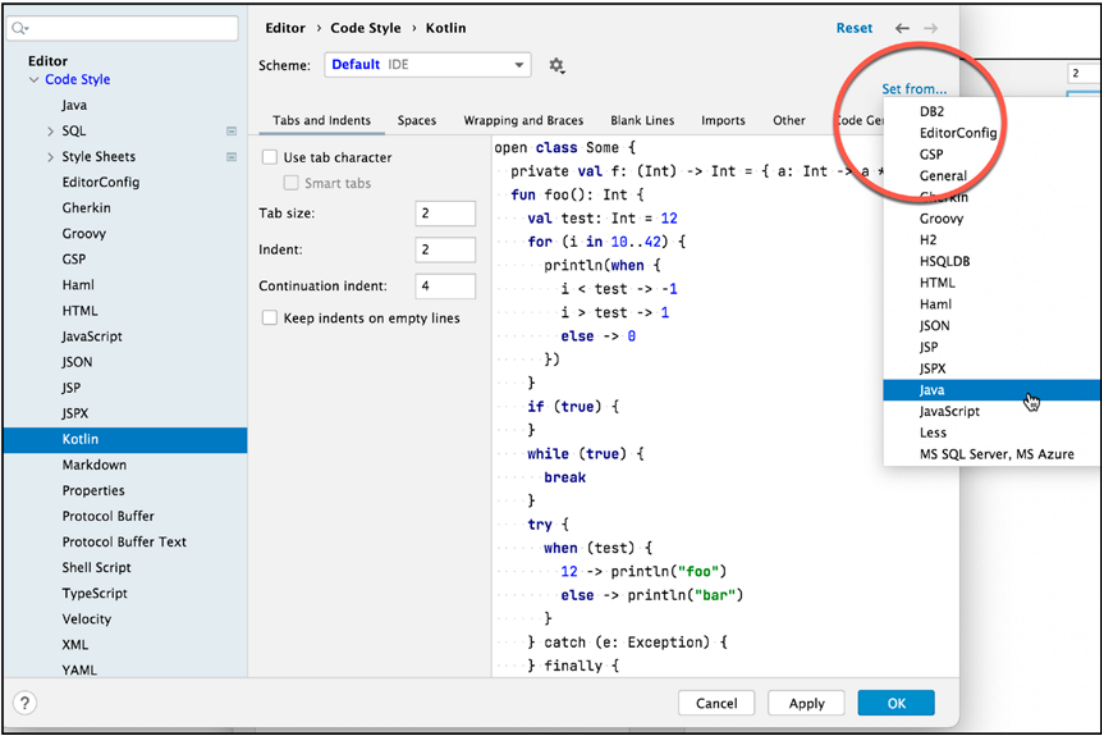 Editor › Code Style › Kotlin
Reset
Scheme: Default IDE
Set from...
2
Editor
Code Style
Java
SQL
Style Sheets
EditorConfig
Gherkin
Groovy
GSP
Haml
HTML
JavaScript
JSON
JSP
JSPX
Kotlin
Markdown
Properties
Protocol Buffer
Protocol Buffer Text
Shell Script
TypeScript
Velocity
XML
YAML
Tabs and Indents Spaces Wrapping and Braces Blank Lines Imports Other Code Ge
Use tab character
Smart tabs
Tab size: 2
Indent: 2
Continuation indent: 4
Keep indents on empty lines
open class Some {
private val f: (Int) -> Int = { a: Int -> a *
fun foo(): Int {
val test: Int = 12
for (i in 10..42) {
println(when {
i < test -> -1
i > test -> 1
else -> 0
})
}
if (true) {
}
while (true) {
break
}
try {
when (test) {
12 -> println("foo")
else -> println("bar")
}
} catch (e: Exception) {
} finally {
DB2
EditorConfig
GSP
General
Gherkin
Groovy
H2
HSQLDB
HTML
Haml
JSON
JSP
JSPX
Java
JavaScript
Less
MS SQL Server, MS Azure
?
Cancel Apply OK